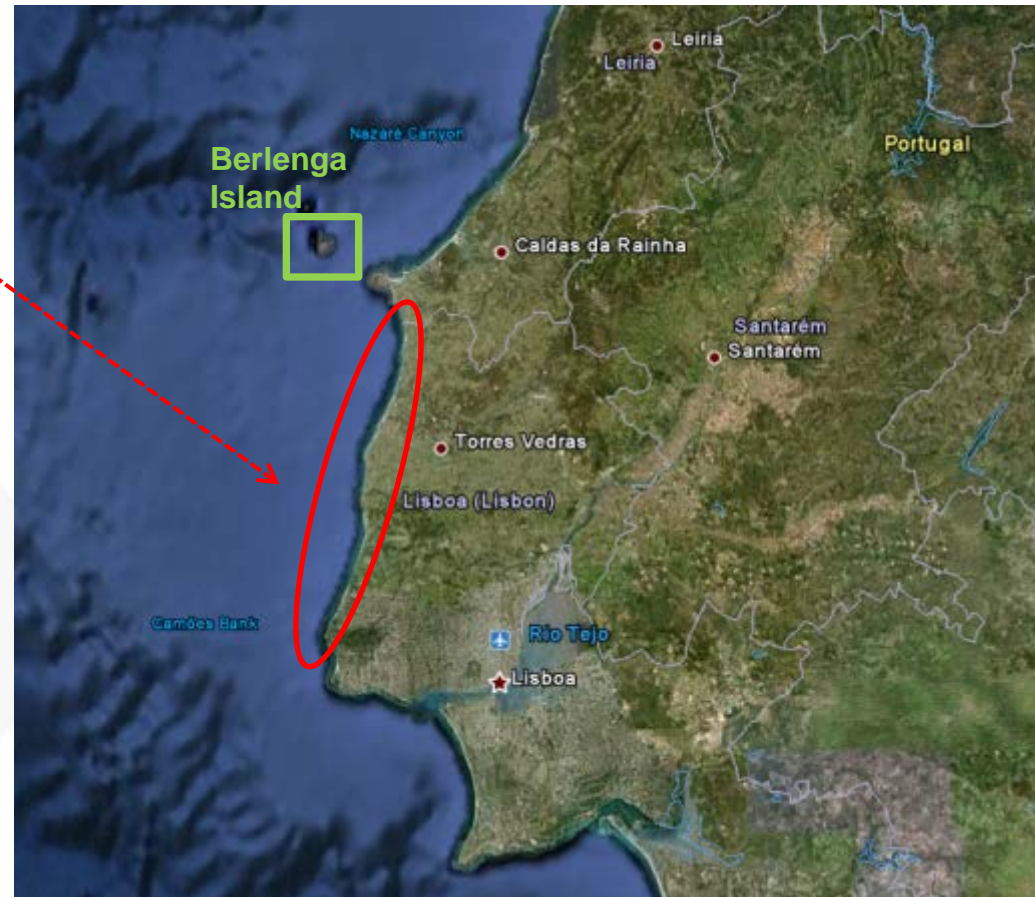 Leiria
Leiria
Nazaré Canyon
Portugal
Berlenga
Island
Caldas da Rainha
Santarém
Santarém
Torres Vedras
Lisboa (Lisbon)
Camões Bank
Rio Tejo
Lisboa